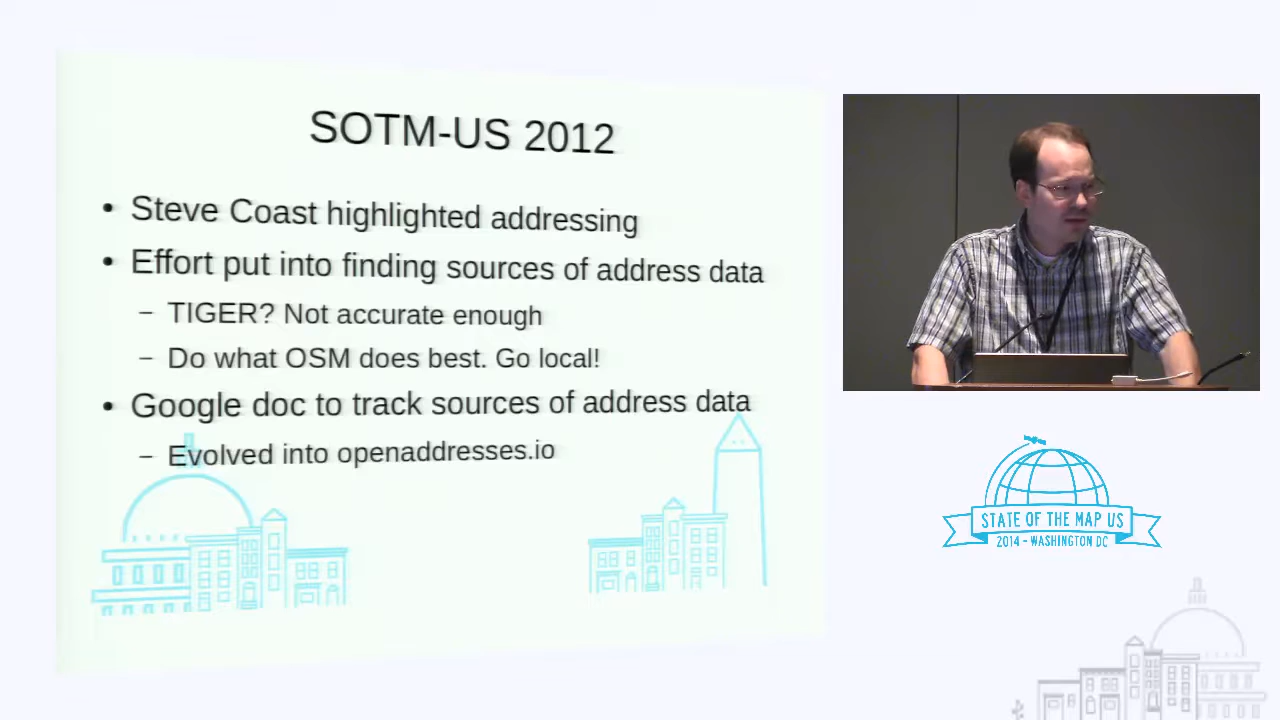 SOTM-US 2012
• Steve Coast highlighted addressing
• Effort put into finding sources of address data
– TIGER? Not accurate enough
– Do what OSM does best. Go local!
• Google doc to track sources of address data
– Evolved into openaddresses.io
STATE OF THE MAP US
2014 - WASHINGTON DC